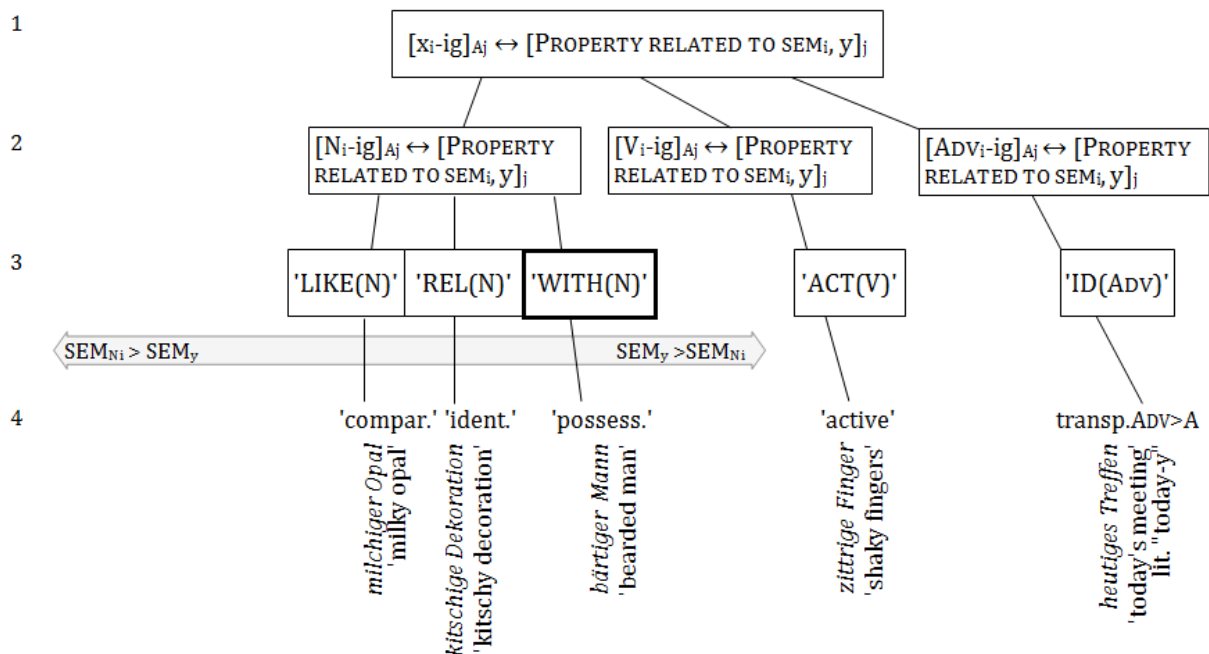 1
[xi-ig]Aj ↔ [PROPERTY RELATED TO SEMi, y]j
2
[Ni-ig]Aj ↔ [PROPERTY
RELATED TO SEMi, y]j
[Vi-ig]Aj ↔ [PROPERTY
RELATED TO SEMi, y]j
[ADVi-ig]Aj ↔ [PROPERTY
RELATED TO SEMi, y]j
3
'LIKE(N)'
'REL(N)'
'WITH(N)'
'ACT(V)'
'ID(ADV)'
SEMNi > SEMy
SEMy >SEMNi
4
'compar.'
'ident.'
'possess.'
'active'
transp.ADV>A
milchiger Opal
'milky opal'
kitschige Dekoration
'kitschy decoration'
bärtiger Mann
'bearded man'
zittrige Finger
'shaky fingers'
heutiges Treffen
'today's meeting'
lit. "today-y"